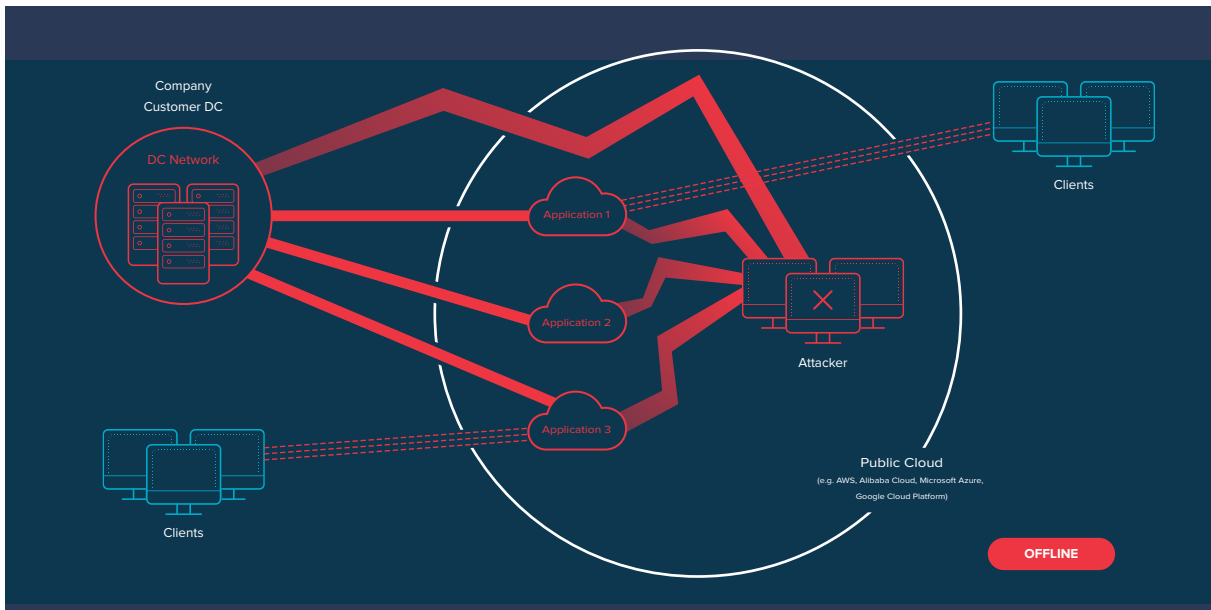 Company
Customer DC
DC Network
Application 1
Clients
Application 2
Attacker
Application 3
Public Cloud
(e.g. AWS, Alibaba Cloud, Microsoft Azure,
Google Cloud Platform)
Clients
OFFLINE